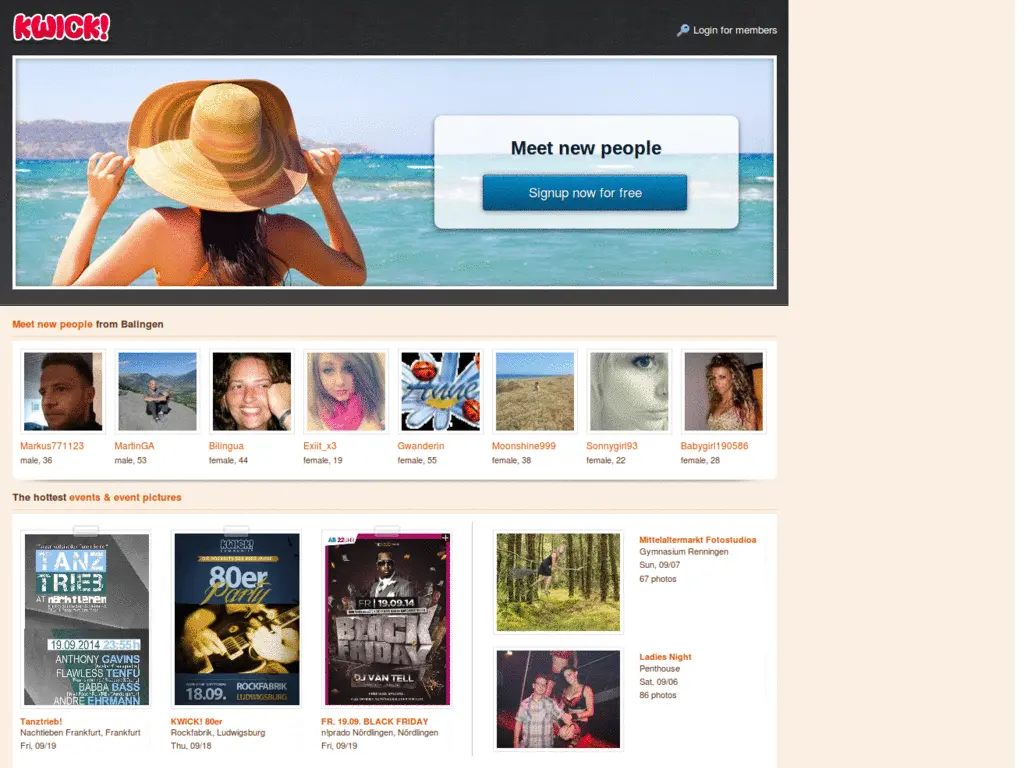 KWICK!
Login for members
Meet new people
Signup now for free
Meet new people from Balingen
Anne
Markus771123
male, 36
MartinGA
male, 53
Bilingua
female, 44
Exiit_x3
female, 19
Gwanderin
female, 55
Moonshine999
female, 38
Sonnygirl93
female, 22
Babygirl190586
female, 28
The hottest events & event pictures
TANZ
TRIEB
AT nachtleben
19.09.2014 23:55h
ANTHONY GAVINS
FLAWLESS TENFU
BABBA BASS
ANDRE EHRMANN
Tanztrieb!
Nachtleben Frankfurt, Frankfurt
Fri, 09/19
KWICK!
80er
Party
18.09.
ROCKFABRIK
LUDWIGSBURG
KWICK! 80er
Rockfabrik, Ludwigsburg
Thu, 09/18
AB 22
FR | 19.09.14
BLACK
FRIDAY
DJ VAN TELL
FR. 19.09. BLACK FRIDAY
n!prado Nördlingen, Nördlingen
Fri, 09/19
Mittelaltermarkt Fotostudioa
Gymnasium Renningen
Sun, 09/07
67 photos
Ladies Night
Penthouse
Sat, 09/06
86 photos